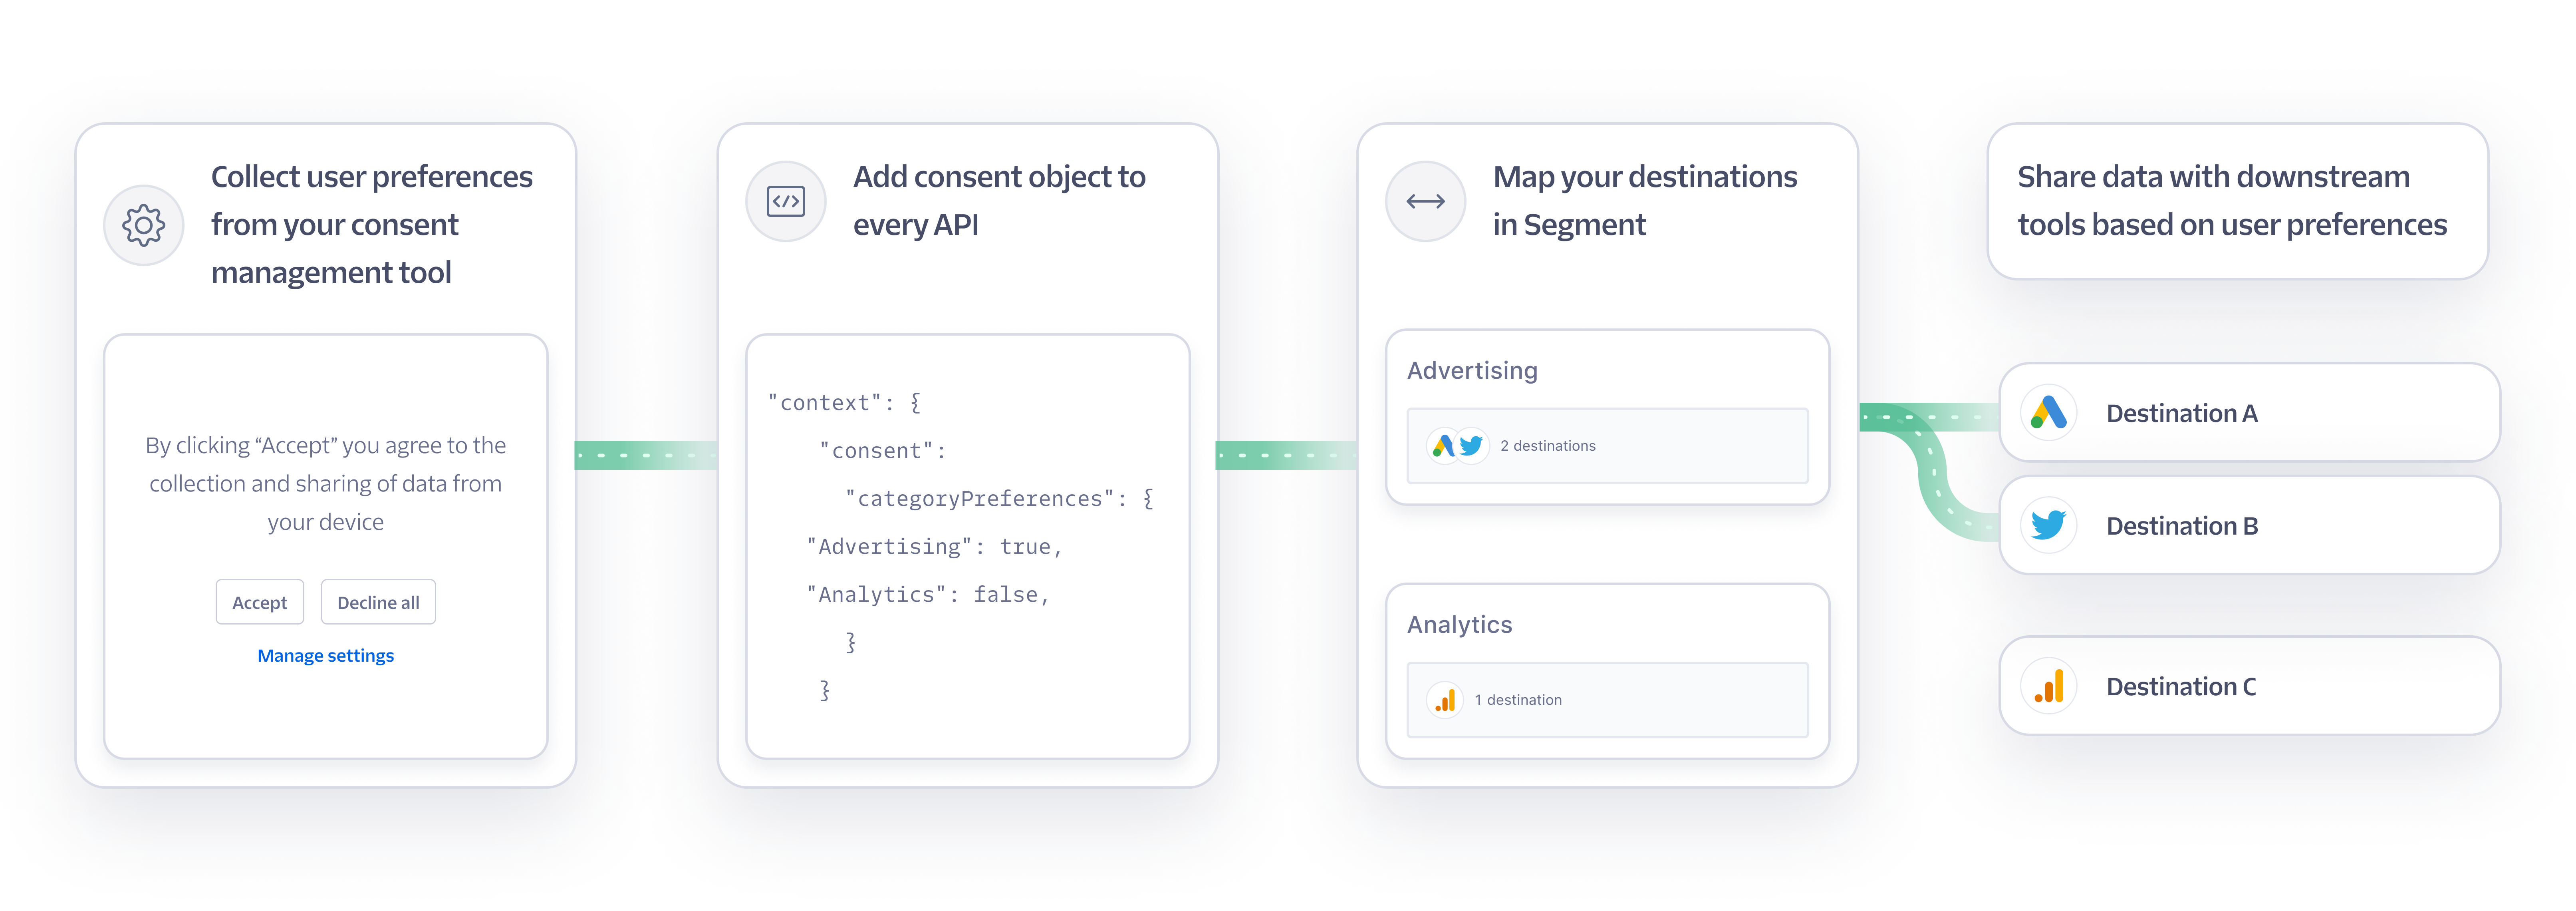 Collect user preferences
from your consent
management tool
By clicking “Accept” you agree to the
collection and sharing of data from
your device
Accept
Decline all
Manage settings
Add consent object to
every API
"context": {
"consent":
"categoryPreferences": {
"Advertising": true,
"Analytics": false,
}
}
Map your destinations
in Segment
Advertising
2 destinations
Analytics
1 destination
Share data with downstream
tools based on user preferences
Destination A
Destination B
Destination C